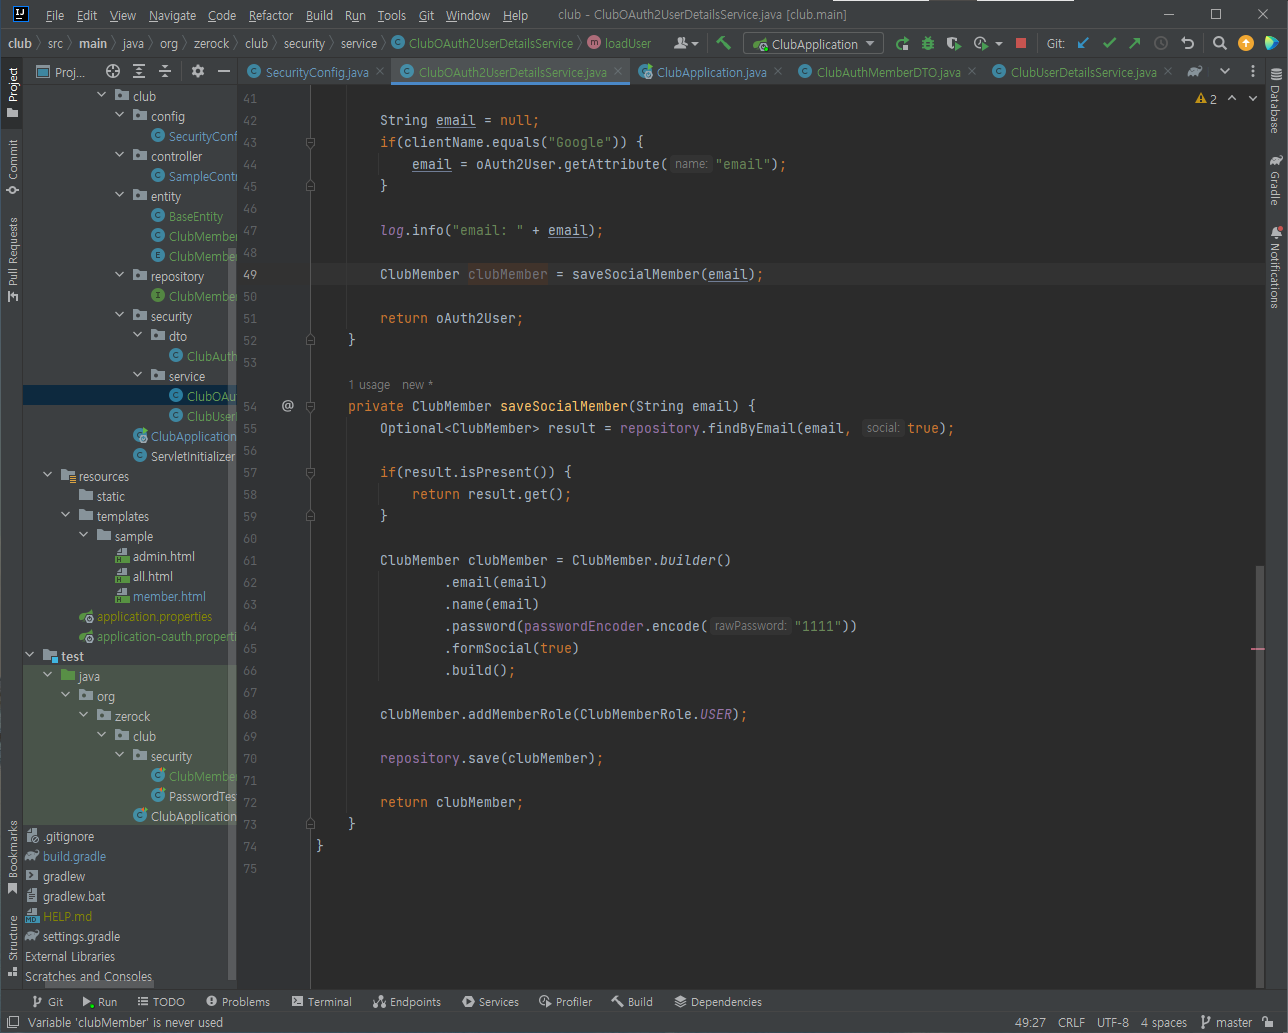 File Edit View Navigate Code Refactor Build Run Tools Git Window Help club - ClubOAuth2UserDetailsService.java [club.main]
club src main java org zerock club security service ClubOAuth2UserDetailsService loadUser ClubApplication Git:
Proj... SecurityConfig.java ClubOAuth2UserDetailsService.java ClubApplication.java ClubAuthMemberDTO.java ClubUserDetailsService.java
Project
Commit
Pull Requests
Bookmarks
Structure
club
config
SecurityConf
controller
SampleContr
entity
BaseEntity
ClubMember
ClubMember
repository
ClubMember
security
dto
ClubAuth
service
ClubOAu
ClubUser
ClubApplication
ServletInitializer
resources
static
templates
sample
admin.html
all.html
member.html
application.properties
application-oauth.properti
test
java
org
zerock
club
security
ClubMember
PasswordTes
ClubApplication
.gitignore
build.gradle
gradlew
gradlew.bat
HELP.md
settings.gradle
External Libraries
Scratches and Consoles
2
41
42 String email = null;
43 if(clientName.equals("Google")) {
44 email = oAuth2User.getAttribute( name: "email");
45 }
46
47 log.info("email: " + email);
48
49 ClubMember clubMember = saveSocialMember(email);
50
51 return oAuth2User;
52 }
53
1 usage new *
54 @ private ClubMember saveSocialMember(String email) {
55 Optional<ClubMember> result = repository.findByEmail(email, social: true);
56
57 if(result.isPresent()) {
58 return result.get();
59 }
60
61 ClubMember clubMember = ClubMember.builder()
62 .email(email)
63 .name(email)
64 .password(passwordEncoder.encode( rawPassword: "1111"))
65 .formSocial(true)
66 .build();
67
68 clubMember.addMemberRole(ClubMemberRole.USER);
69
70 repository.save(clubMember);
71
72 return clubMember;
73 }
74 }
75
Database
Gradle
Notifications
Git Run TODO Problems Terminal Endpoints Services Profiler Build Dependencies
Variable 'clubMember' is never used 49:27 CRLF UTF-8 4 spaces master